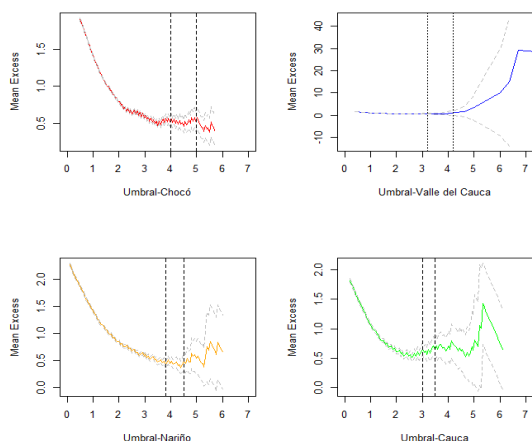 Mean Excess
0.5 1.0 1.5
0 1 2 3 4 5 6 7
Umbral-Chocó
Mean Excess
-10 0 10 20 30 40
0 1 2 3 4 5 6 7
Umbral-Valle del Cauca
Mean Excess
0.0 0.5 1.0 1.5 2.0
0 1 2 3 4 5 6 7
Umbral-Nariño
Mean Excess
0.0 0.5 1.0 1.5 2.0
0 1 2 3 4 5 6 7
Umbral-Cauca